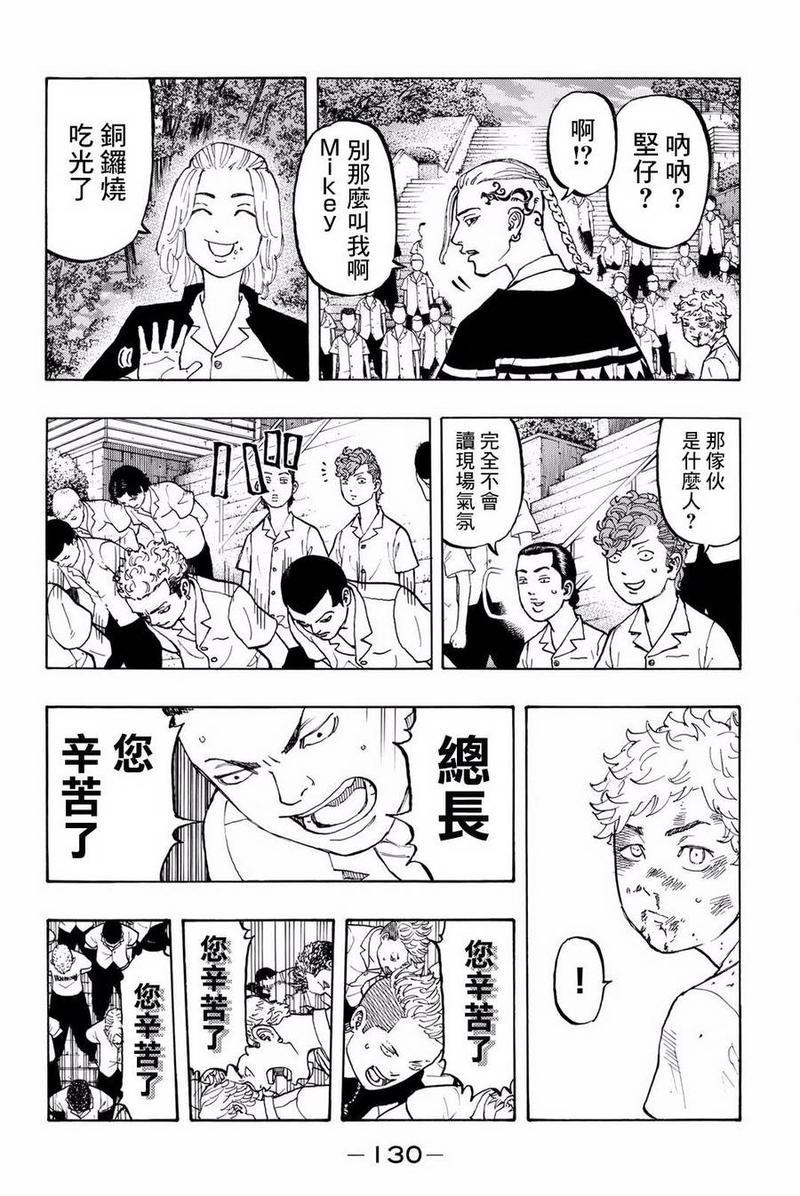 吶吶?
堅仔?
啊!?
別那麼叫我啊
Mikey
銅鑼燒
吃光了
那傢伙
是什麼人?
完全不會
讀現場氣氛
!
總長
您
辛苦了
您辛苦了
您辛苦了
您辛苦了
—130—